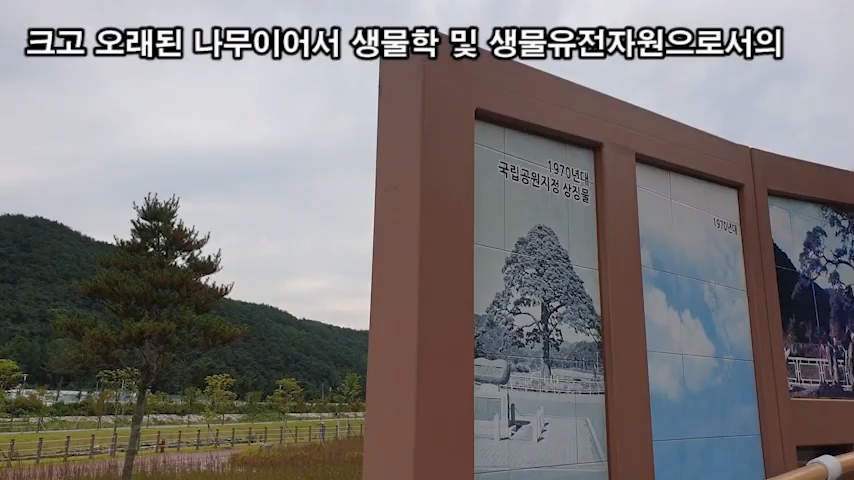 크고 오래된 나무이어서 생물학 및 생물유전자원으로서의
1970년대
국립공원지정 상징물
1970년대